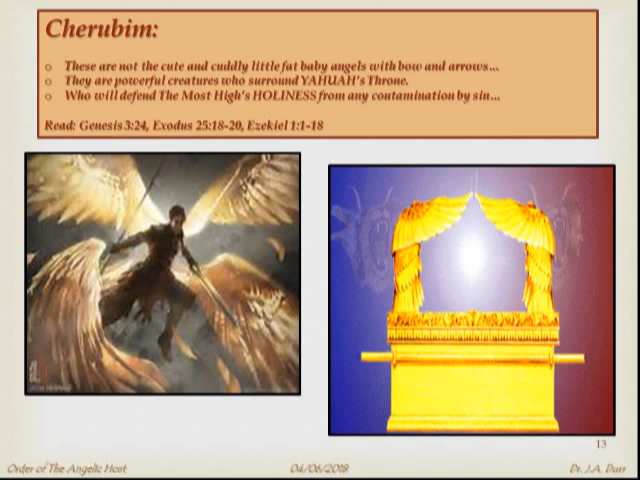 Cherubim:
o These are not the cute and cuddly little fat baby angels with bow and arrows…
o They are powerful creatures who surround YAHUAH's Throne.
o Who will defend The Most High's HOLINESS from any contamination by sin…
Read: Genesis 3:24, Exodus 25:18-20, Ezekiel 1:1-18
13
Order of The Angelic Host 04/06/2018 Dr. J.A. Durr